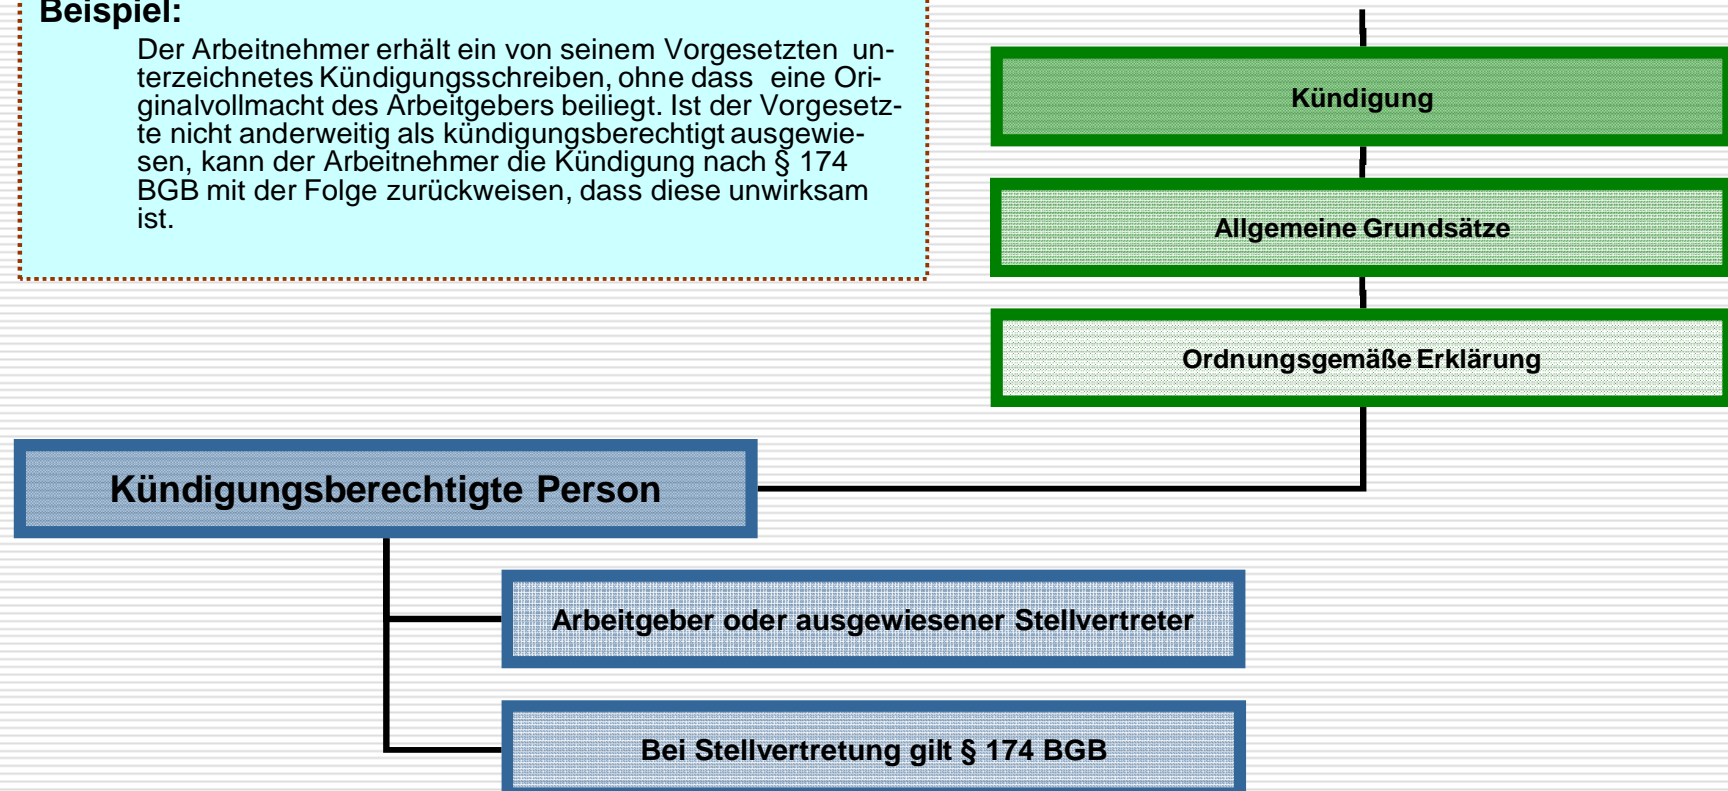 Beispiel:
Der Arbeitnehmer erhält ein von seinem Vorgesetzten un-
terzeichnetes Kündigungsschreiben, ohne dass eine Ori-
ginalvollmacht des Arbeitgebers beiliegt. Ist der Vorgesetz-
te nicht anderweitig als kündigungsberechtigt ausgewie-
sen, kann der Arbeitnehmer die Kündigung nach § 174
BGB mit der Folge zurückweisen, dass diese unwirksam
ist.
Kündigung
Allgemeine Grundsätze
Ordnungsgemäße Erklärung
Kündigungsberechtigte Person
Arbeitgeber oder ausgewiesener Stellvertreter
Bei Stellvertretung gilt § 174 BGB